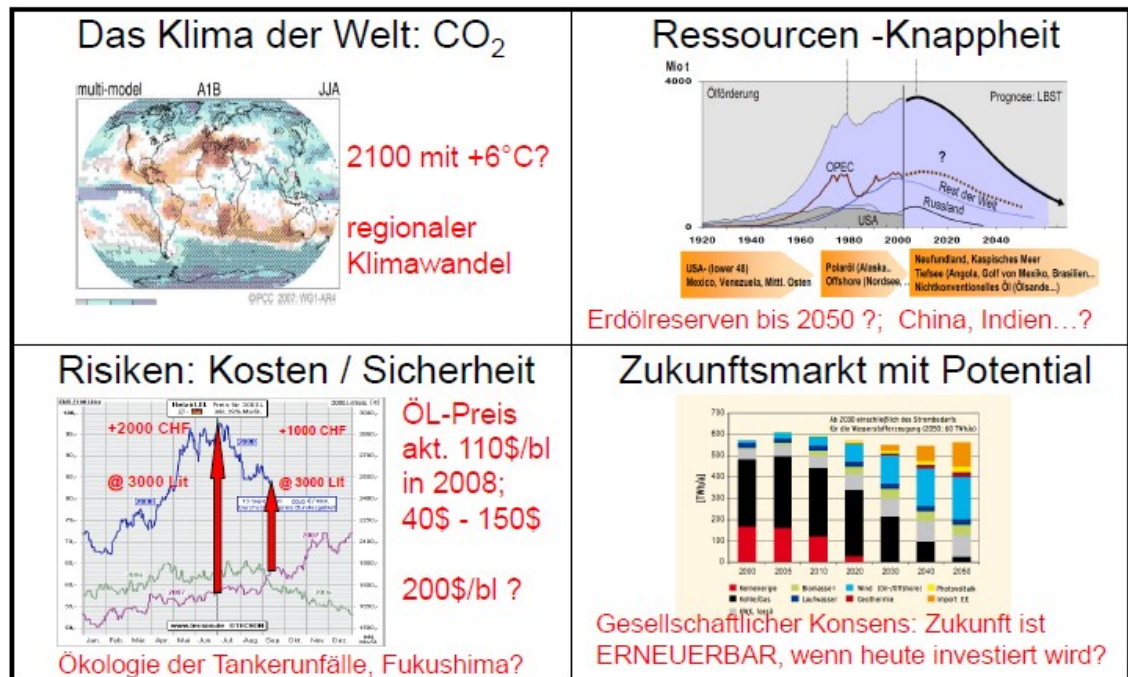 Das Klima der Welt: CO₂
multi-model A1B JJA
2100 mit +6°C?
regionaler
Klimawandel
©PCC 2007: WG1-AR4
Ressourcen -Knappheit
Mio t
4000
Ölförderung
Prognose: LBST
OPEC
?
Rest der Welt
Russland
USA
0
1920 1940 1960 1980 2000 2020 2040
USA- (lower 48)
Mexico, Venezuela, Mittl. Osten
Polaröl (Alaska...
Offshore (Nordsee, ...
Neufundland, Kaspisches Meer
Tiefsee (Angola, Golf von Mexiko, Brasilien...
Nichtkonventionelles Öl (Ölsande...)
Erdölreserven bis 2050 ?; China, Indien…?
Risiken: Kosten / Sicherheit
+2000 CHF
+1000 CHF
@ 3000 Lit
@ 3000 Lit
2008
2007
2007
Jan. Feb. Mär. Apr. Mai Jun. Jul. Aug. Sep Okt. Nov. Dez.
ÖL-Preis
akt. 110$/bl
in 2008;
40$ - 150$
200$/bl ?
Ökologie der Tankerunfälle, Fukushima?
Zukunftsmarkt mit Potential
Ab 2030 einschließlich des Strombedarfs
für die Wasserstofferzeugung (2050: 60 TWh/a)
[TWh/a]
700
600
500
400
300
200
100
0
2000 2005 2010 2020 2030 2040 2050
Kernenergie Biomassen Wind (On-/Offshore) Photovoltaik
Kohle/Gas Laufwasser Geothermie Import EE
KWK, fossil
Gesellschaftlicher Konsens: Zukunft ist
ERNEUERBAR, wenn heute investiert wird?